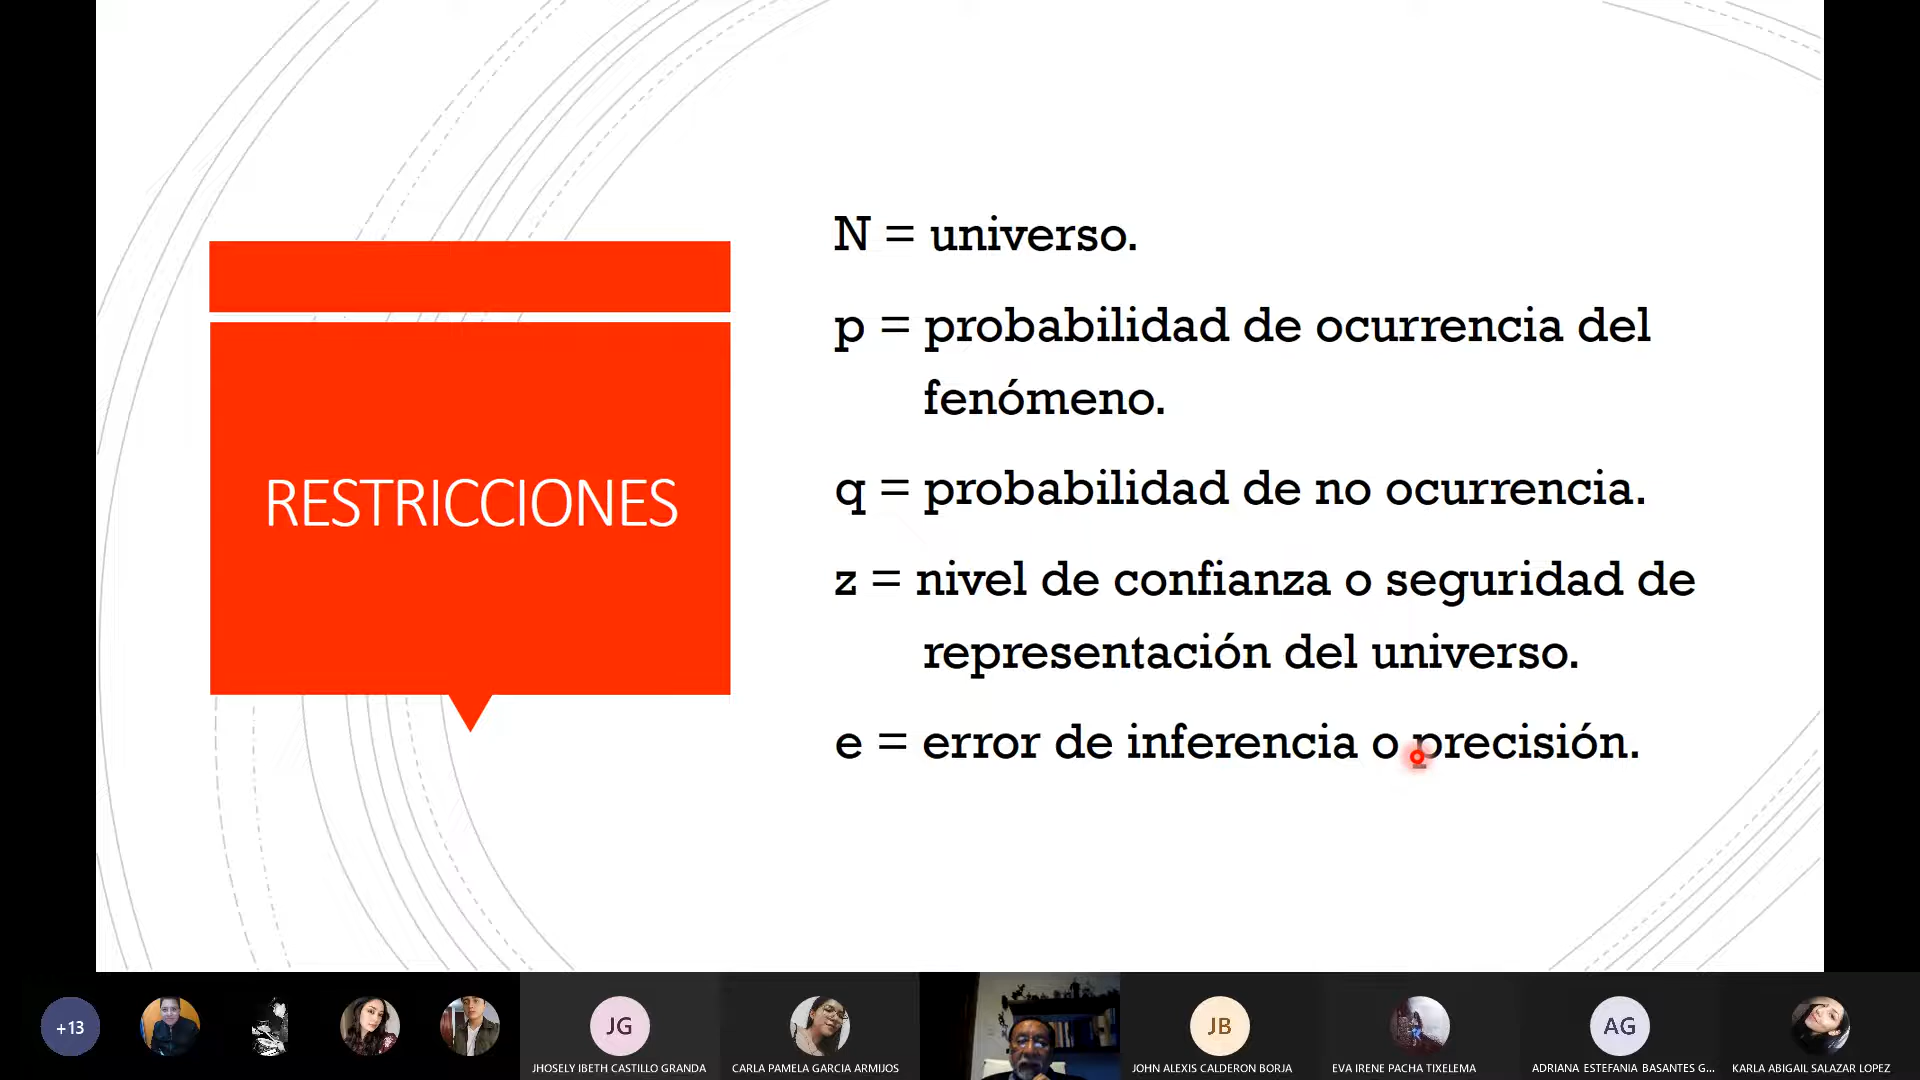 RESTRICCIONES
N = universo.
p = probabilidad de ocurrencia del
fenómeno.
q = probabilidad de no ocurrencia.
z = nivel de confianza o seguridad de
representación del universo.
e = error de inferencia o precisión.
+13
JG
JB
AG
JHOSELY IBETH CASTILLO GRANDA
CARLA PAMELA GARCIA ARMIJOS
JOHN ALEXIS CALDERON BORJA
EVA IRENE PACHA TIXELEMA
ADRIANA ESTEFANIA BASANTES G...
KARLA ABIGAIL SALAZAR LOPEZ